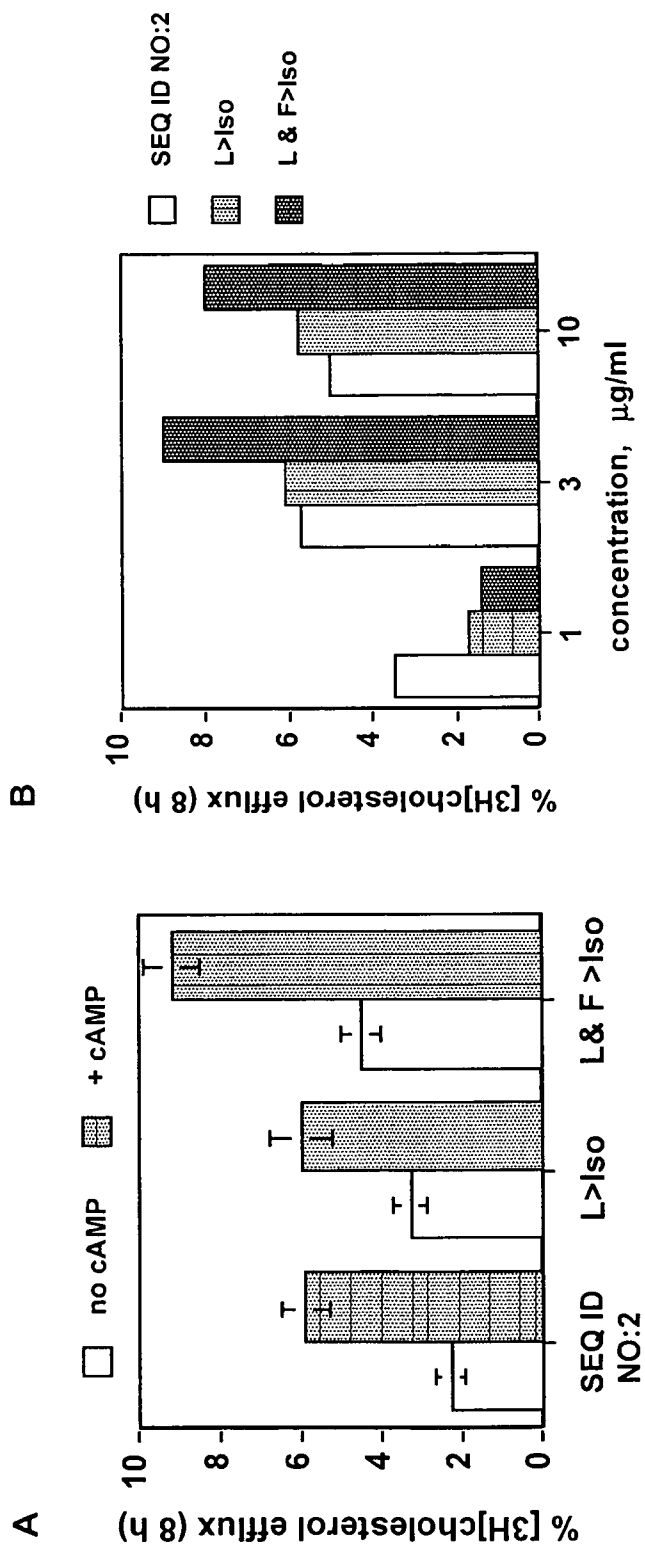 A
% [3H]cholesterol efflux (8 h)
no cAMP
+ cAMP
10
8
6
4
2
0
SEQ ID
NO:2
L>Iso
L& F >Iso
B
% [3H]cholesterol efflux (8 h)
10
8
6
4
2
0
1
3
10
concentration, µg/ml
SEQ ID NO:2
L>Iso
L & F>Iso